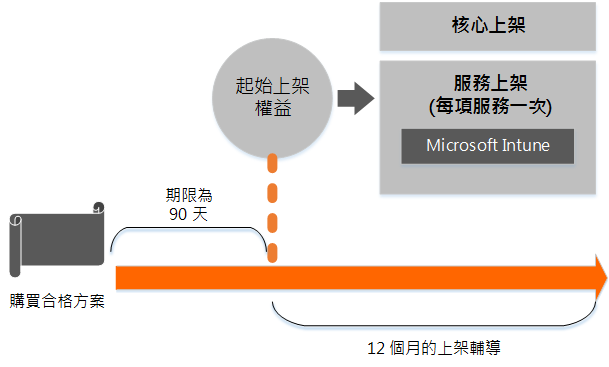 核心上架
起始上架
權益
服務上架
(每項服務一次)
Microsoft Intune
期限為
90 天
購買合格方案
12 個月的上架輔導